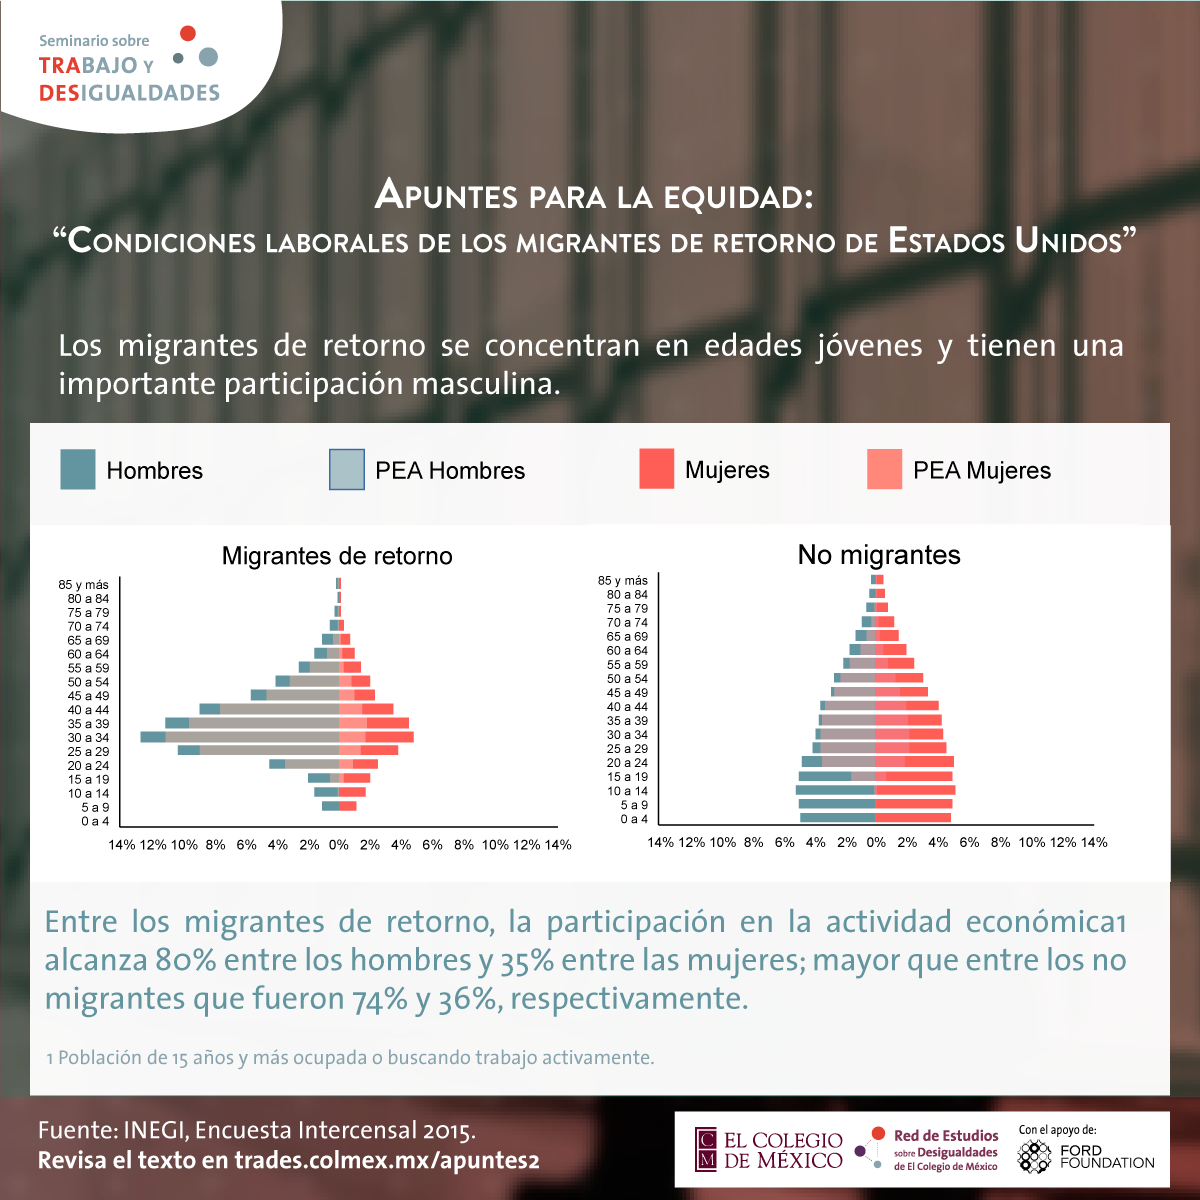 Seminario sobre
TRABAJO Y
DESIGUALDADES
APUNTES PARA LA EQUIDAD:
“CONDICIONES LABORALES DE LOS MIGRANTES DE RETORNO DE ESTADOS UNIDOS”
Los migrantes de retorno se concentran en edades jóvenes y tienen una
importante participación masculina.
Hombres PEA Hombres Mujeres PEA Mujeres
Migrantes de retorno
85 y más
80 a 84
75 a 79
70 a 74
65 a 69
60 a 64
55 a 59
50 a 54
45 a 49
40 a 44
35 a 39
30 a 34
25 a 29
20 a 24
15 a 19
10 a 14
5 a 9
0 a 4
14% 12% 10% 8% 6% 4% 2% 0% 2% 4% 6% 8% 10% 12% 14%
No migrantes
85 y más
80 a 84
75 a 79
70 a 74
65 a 69
60 a 64
55 a 59
50 a 54
45 a 49
40 a 44
35 a 39
30 a 34
25 a 29
20 a 24
15 a 19
10 a 14
5 a 9
0 a 4
14% 12% 10% 8% 6% 4% 2% 0% 2% 4% 6% 8% 10% 12% 14%
Entre los migrantes de retorno, la participación en la actividad económica1
alcanza 80% entre los hombres y 35% entre las mujeres; mayor que entre los no
migrantes que fueron 74% y 36%, respectivamente.
1 Población de 15 años y más ocupada o buscando trabajo activamente.
Fuente: INEGI, Encuesta Intercensal 2015.
Revisa el texto en trades.colmex.mx/apuntes2
C
M
EL COLEGIO
DE MÉXICO
Red de Estudios
sobre Desigualdades
de El Colegio de México
Con el apoyo de:
FORD
FOUNDATION